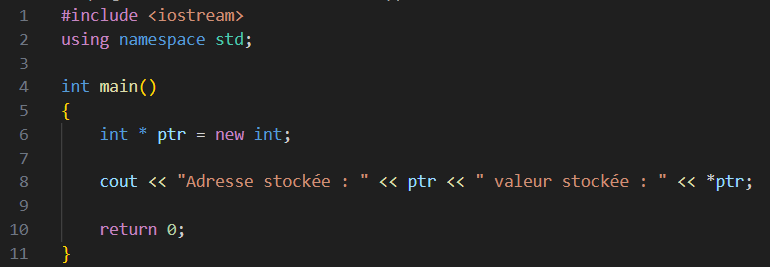 1 #include <iostream>
2 using namespace std;
3
4 int main()
5 {
6 int * ptr = new int;
7
8 cout << "Adresse stockée : " << ptr << " valeur stockée : " << *ptr;
9
10 return 0;
11 }